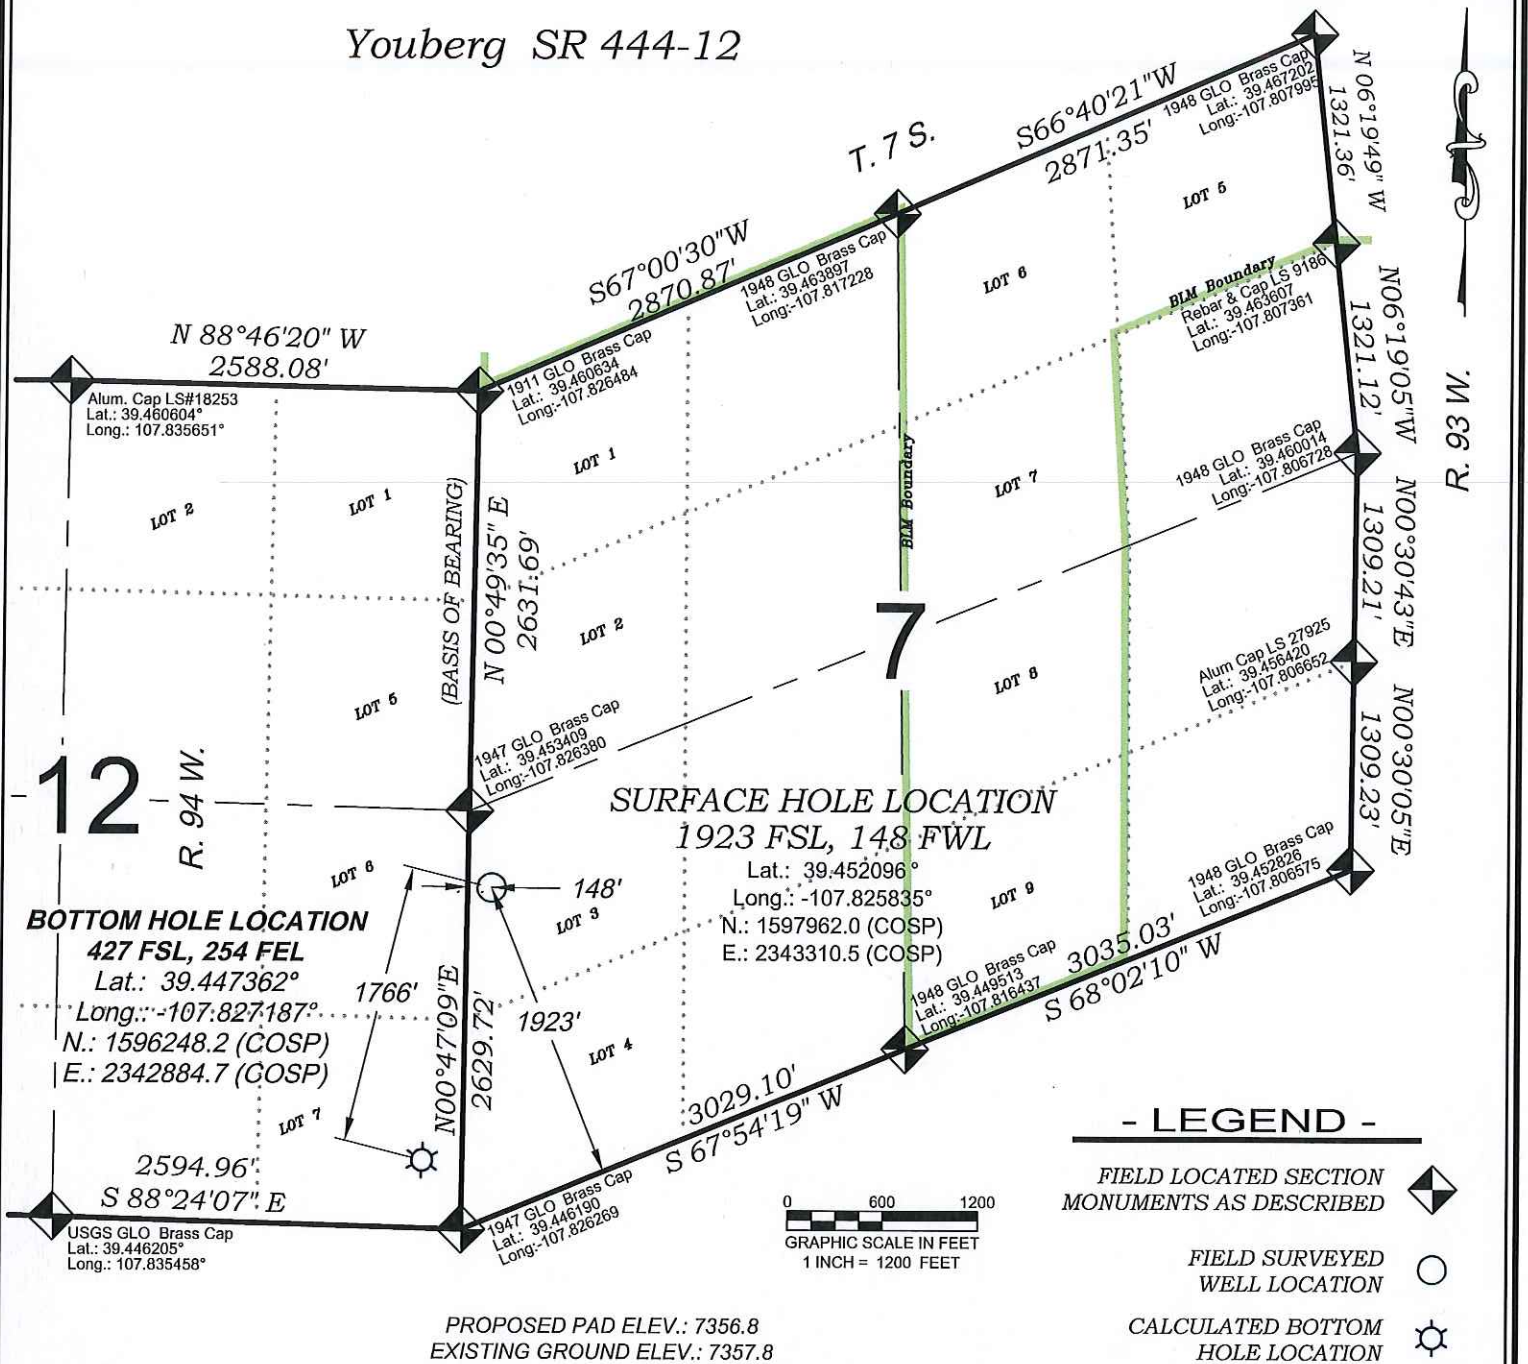 Youberg SR 444-12
T. 7 S.
S66°40'21"W
2871.35'
1948 GLO Brass Cap
Lat.: 39.467202
Long:-107.807995
N 06°19'49" W
1321.36'
LOT 5
S67°00'30"W
2870.87'
1948 GLO Brass Cap
Lat.: 39.463897
Long:-107.817228
LOT 6
BLM Boundary
Rebar & Cap LS 9186
Lat.: 39.463607
Long:-107.807361
N06°19'05"W
1321.12'
R. 93 W.
N 88°46'20" W
2588.08'
Alum. Cap LS#18253
Lat.: 39.460604°
Long.: 107.835651°
1911 GLO Brass Cap
Lat.: 39.460634
Long:-107.826484
LOT 1
LOT 2
LOT 1
(BASIS OF BEARING)
N 00°49'35" E
2631.69'
BLM Boundary
LOT 7
1948 GLO Brass Cap
Lat.: 39.460014
Long:-107.806728
N00°30'43"E
1309.21'
LOT 2
LOT 5
7
LOT 8
Alum Cap LS 27925
Lat.: 39.456420
Long:-107.806652
N00°30'05"E
1309.23'
12
R. 94 W.
1947 GLO Brass Cap
Lat.: 39.453409
Long:-107.826380
SURFACE HOLE LOCATION
1923 FSL, 148 FWL
Lat.: 39.452096°
Long.: -107.825835°
N.: 1597962.0 (COSP)
E.: 2343310.5 (COSP)
LOT 6
148'
LOT 3
LOT 9
1948 GLO Brass Cap
Lat.: 39.452826
Long:-107.806575
BOTTOM HOLE LOCATION
427 FSL, 254 FEL
Lat.: 39.447362°
Long.: -107.827187°
N.: 1596248.2 (COSP)
E.: 2342884.7 (COSP)
1766'
N00°47'09"E
2629.72'
1923'
LOT 4
1948 GLO Brass Cap
Lat.: 39.449513
Long:-107.816437
3035.03'
S 68°02'10" W
LOT 7
3029.10'
S 67°54'19" W
2594.96'
S 88°24'07" E
USGS GLO Brass Cap
Lat.: 39.446205°
Long.: 107.835458°
1947 GLO Brass Cap
Lat.: 39.446190
Long:-107.826269
0 600 1200
GRAPHIC SCALE IN FEET
1 INCH = 1200 FEET
- LEGEND -
FIELD LOCATED SECTION
MONUMENTS AS DESCRIBED
FIELD SURVEYED
WELL LOCATION
CALCULATED BOTTOM
HOLE LOCATION
PROPOSED PAD ELEV.: 7356.8
EXISTING GROUND ELEV.: 7357.8